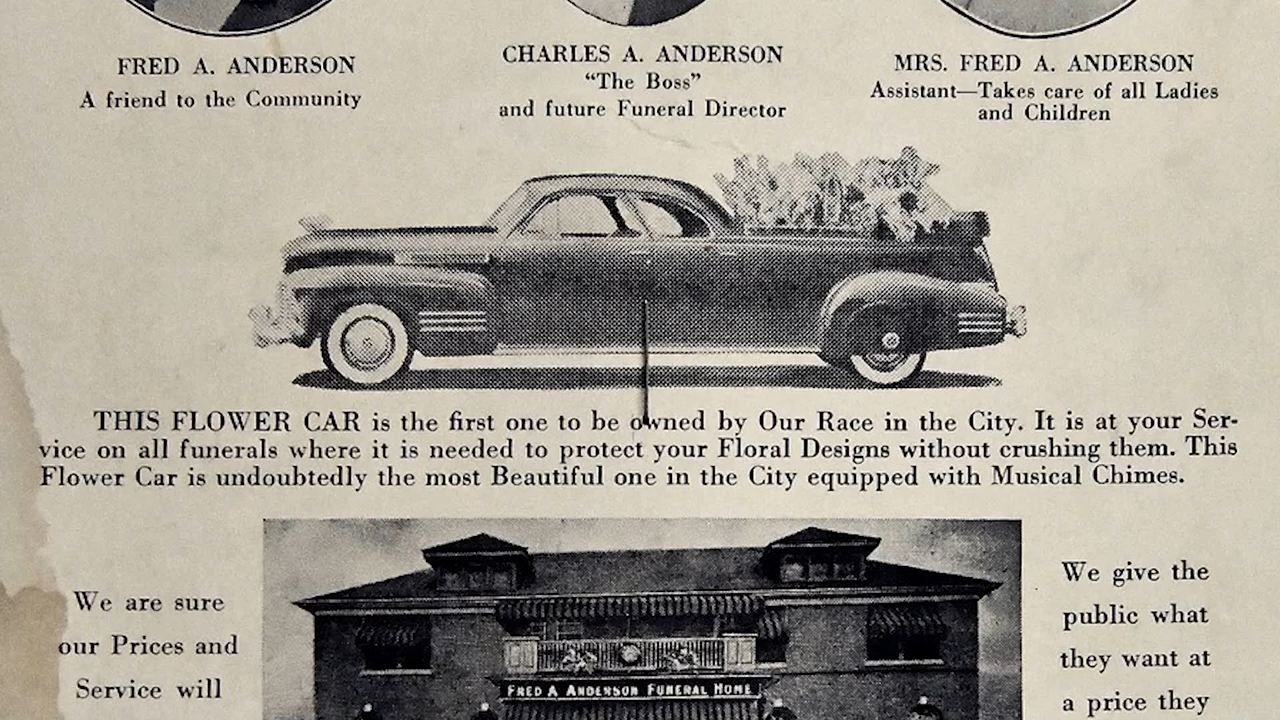 FRED A. ANDERSON
A friend to the Community
CHARLES A. ANDERSON
“The Boss”
and future Funeral Director
MRS. FRED A. ANDERSON
Assistant—Takes care of all Ladies
and Children
THIS FLOWER CAR is the first one to be owned by Our Race in the City. It is at your Ser-
vice on all funerals where it is needed to protect your Floral Designs without crushing them. This
Flower Car is undoubtedly the most Beautiful one in the City equipped with Musical Chimes.
We are sure
our Prices and
Service will
FRED A ANDERSON FUNERAL HOME
We give the
public what
they want at
a price they